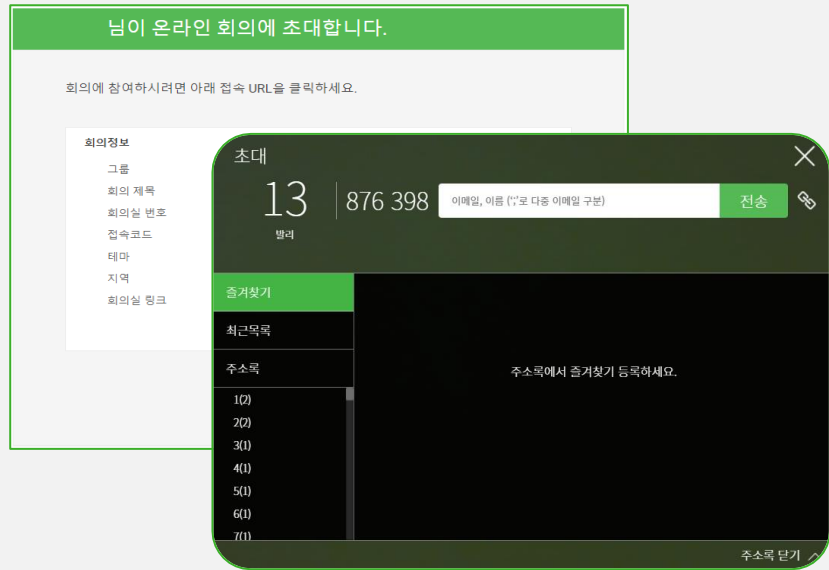 님이 온라인 회의에 초대합니다.
회의에 참여하시려면 아래 접속 URL을 클릭하세요.
회의정보
그룹
회의 제목
회의실 번호
접속코드
테마
지역
회의실 링크
초대
13
발리
876 398
이메일, 이름 (';'로 다중 이메일 구분)
전송
즐겨찾기
최근목록
주소록
1(2)
2(2)
3(1)
4(1)
5(1)
6(1)
7(1)
주소록에서 즐겨찾기 등록하세요.
주소록 닫기